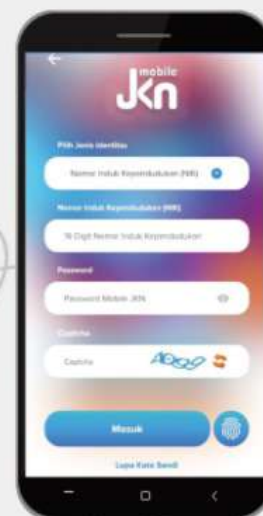 mobile
JKn
Pilih Jenis Identitas
Nomor Induk Kependudukan (NIK)
Nomor Induk Kependudukan (NIK)
16 Digit Nomor Induk Kependudukan
Password
Password Mobile JKN
Captcha
Captcha
Masuk
Lupa Kata Sandi